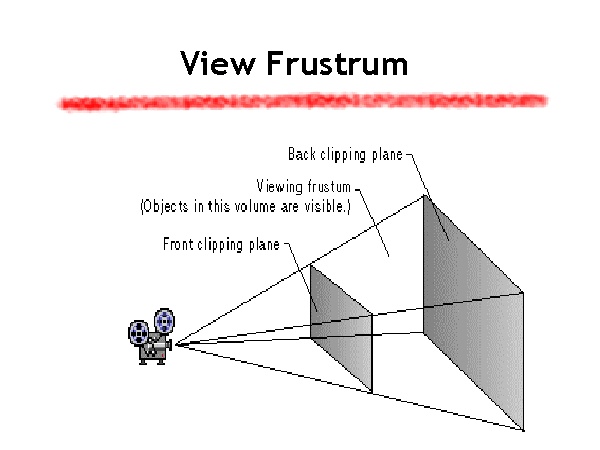 View Frustrum
Back clipping plane
Viewing frustum
(Objects in this volume are visible.)
Front clipping plane